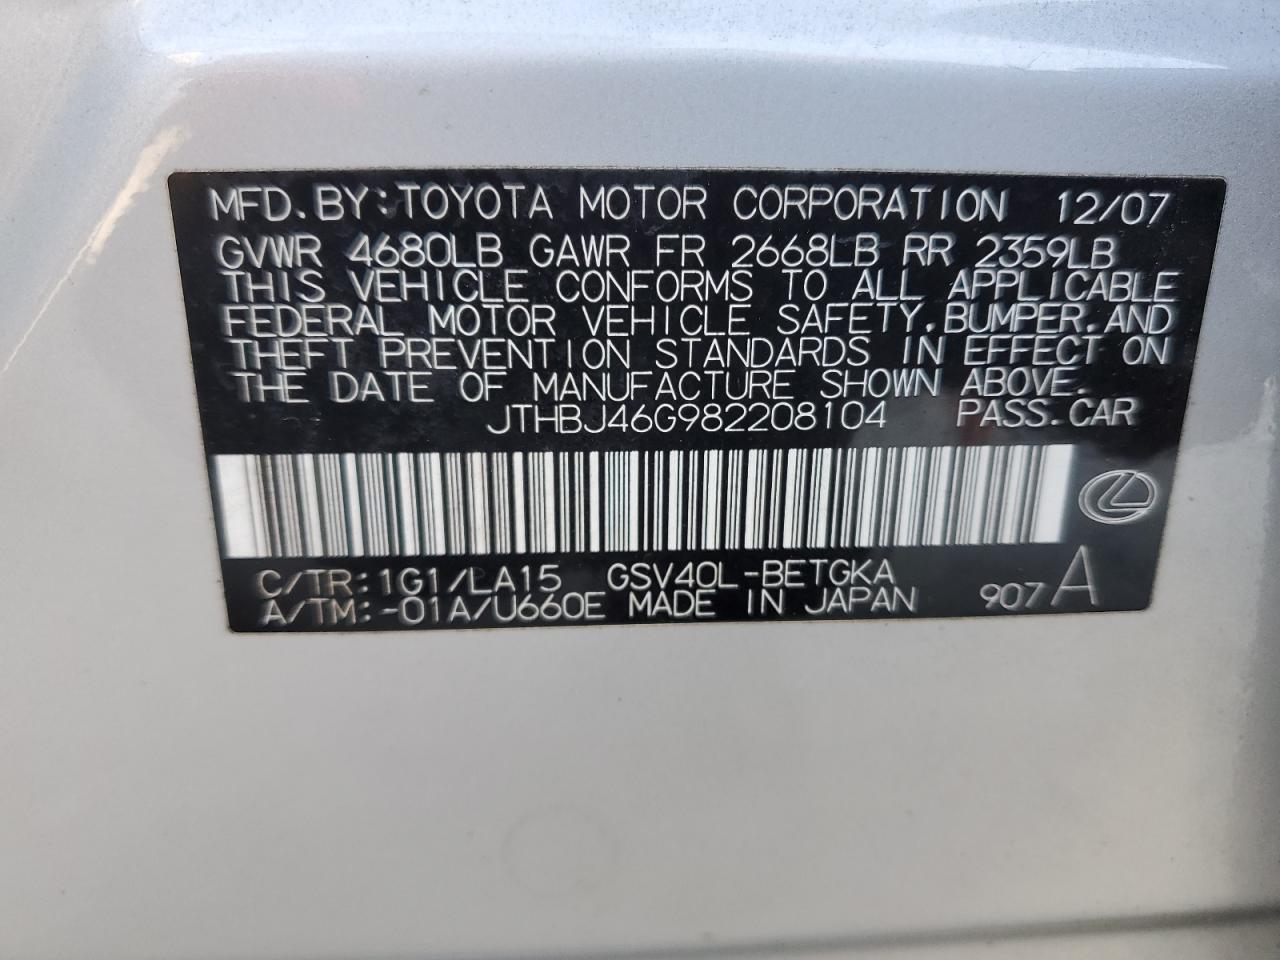 MFD.BY:TOYOTA MOTOR CORPORATION 12/07
GVWR 4680LB GAWR FR 2668LB RR 2359LB
THIS VEHICLE CONFORMS TO ALL APPLICABLE
FEDERAL MOTOR VEHICLE SAFETY,BUMPER,AND
THEFT PREVENTION STANDARDS IN EFFECT ON
THE DATE OF MANUFACTURE SHOWN ABOVE.
JTHBJ46G982208104 PASS.CAR
C/TR:1G1/LA15 GSV40L-BETGKA
A/TM:-01A/U660E MADE IN JAPAN 907 A